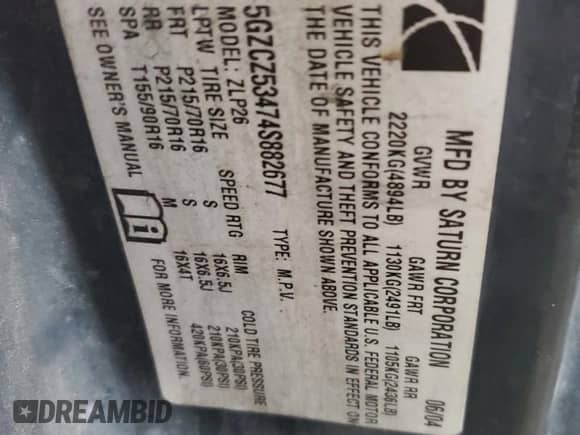 MFD BY SATURN CORPORATION 06/04
GVWR GAWR FRT GAWR RR
2220KG(4894LB) 1130KG(2491LB) 1105KG(2436LB)
THIS VEHICLE CONFORMS TO ALL APPLICABLE U.S. FEDERAL MOTOR
VEHICLE SAFETY AND THEFT PREVENTION STANDARDS IN EFFECT ON
THE DATE OF MANUFACTURE SHOWN ABOVE.
5GZCZ53474S882677 TYPE: M.P.V.
MODEL: ZLP26
LPTW TIRE SIZE SPEED RTG RIM COLD TIRE PRESSURE
FRT P215/70R16 S 16X6.5J 210KPA(30PSI)
RR P215/70R16 S 16X6.5J 210KPA(30PSI)
SPA T155/90R16 M 16X4T 420KPA(60PSI)
SEE OWNER'S MANUAL FOR MORE INFORMATION.
DREAMBID